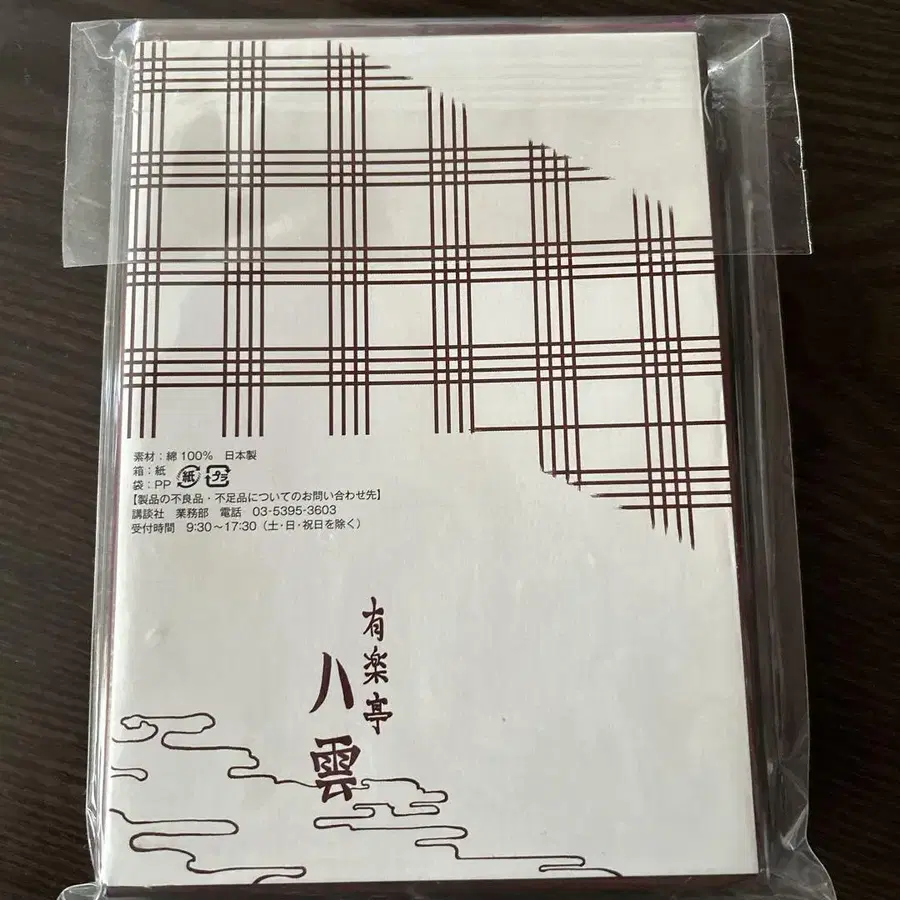 素材：綿100%　日本製
箱：紙
袋：PP 紙 プラ
【製品の不良品・不足品についてのお問い合わせ先】
講談社　業務部　電話　03-5395-3603
受付時間　9:30～17:30（土・日・祝日を除く）
有楽亭
八雲